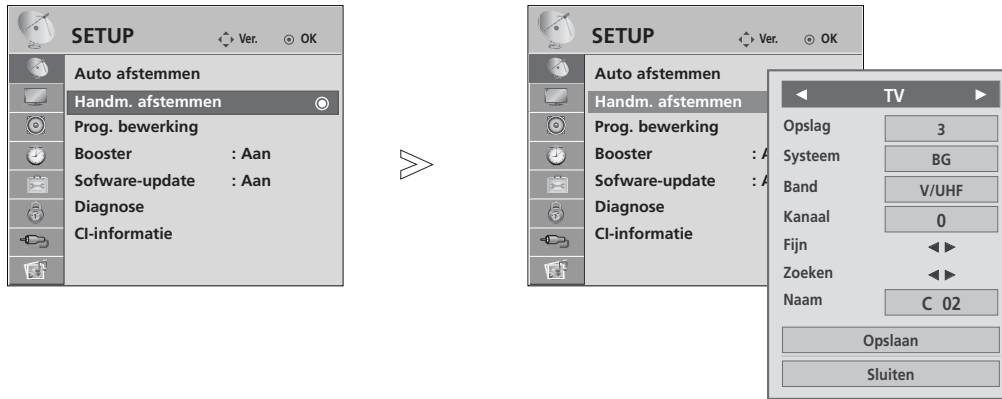 SETUP Ver. OK
Auto afstemmen
Handm. afstemmen
Prog. bewerking
Booster : Aan
Sofware-update : Aan
Diagnose
CI-informatie
SETUP Ver. OK
Auto afstemmen
Handm. afstemmen
Prog. bewerking
Booster : A
Sofware-update : A
Diagnose
CI-informatie
◄ TV ►
Opslag 3
Systeem BG
Band V/UHF
Kanaal 0
Fijn ◄ ►
Zoeken ◄ ►
Naam C 02
Opslaan
Sluiten